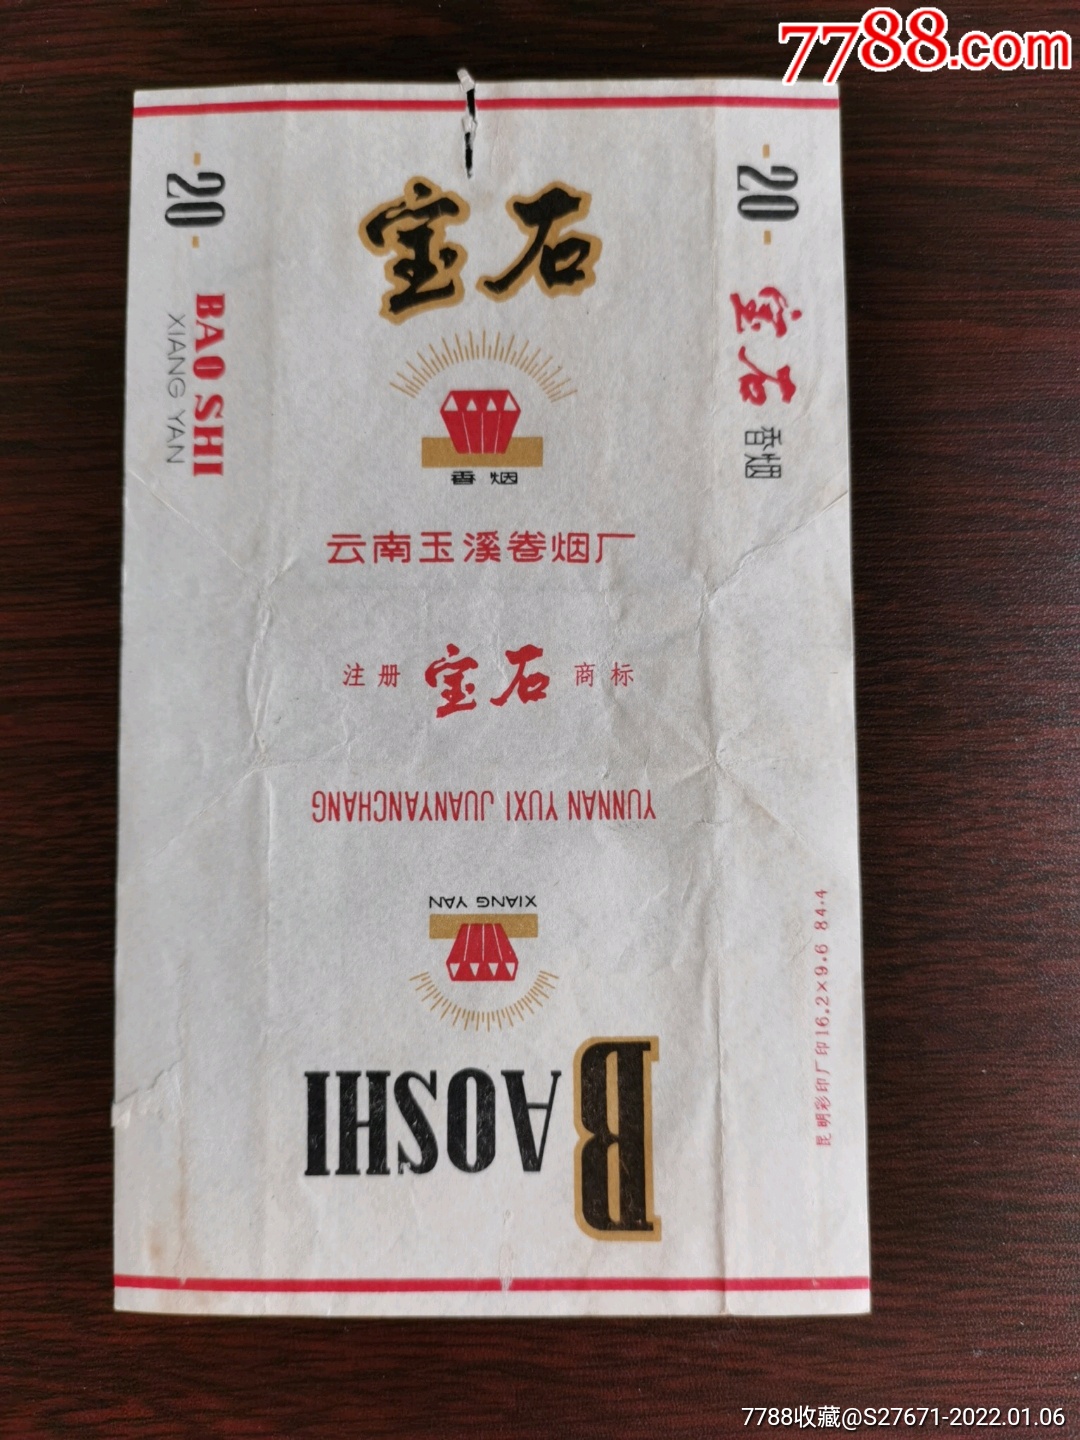 7788.com
-20-
BAO SHI
XIANG YAN
宝石
香烟
云南玉溪卷烟厂
注册 宝石 商标
-20-
宝石 香烟
YUNNAN YUXI JUANYANCHANG
XIANG YAN
BAOSHI
昆明彩印厂印16.2×9.6 84.4
7788收藏@S27671-2022.01.06